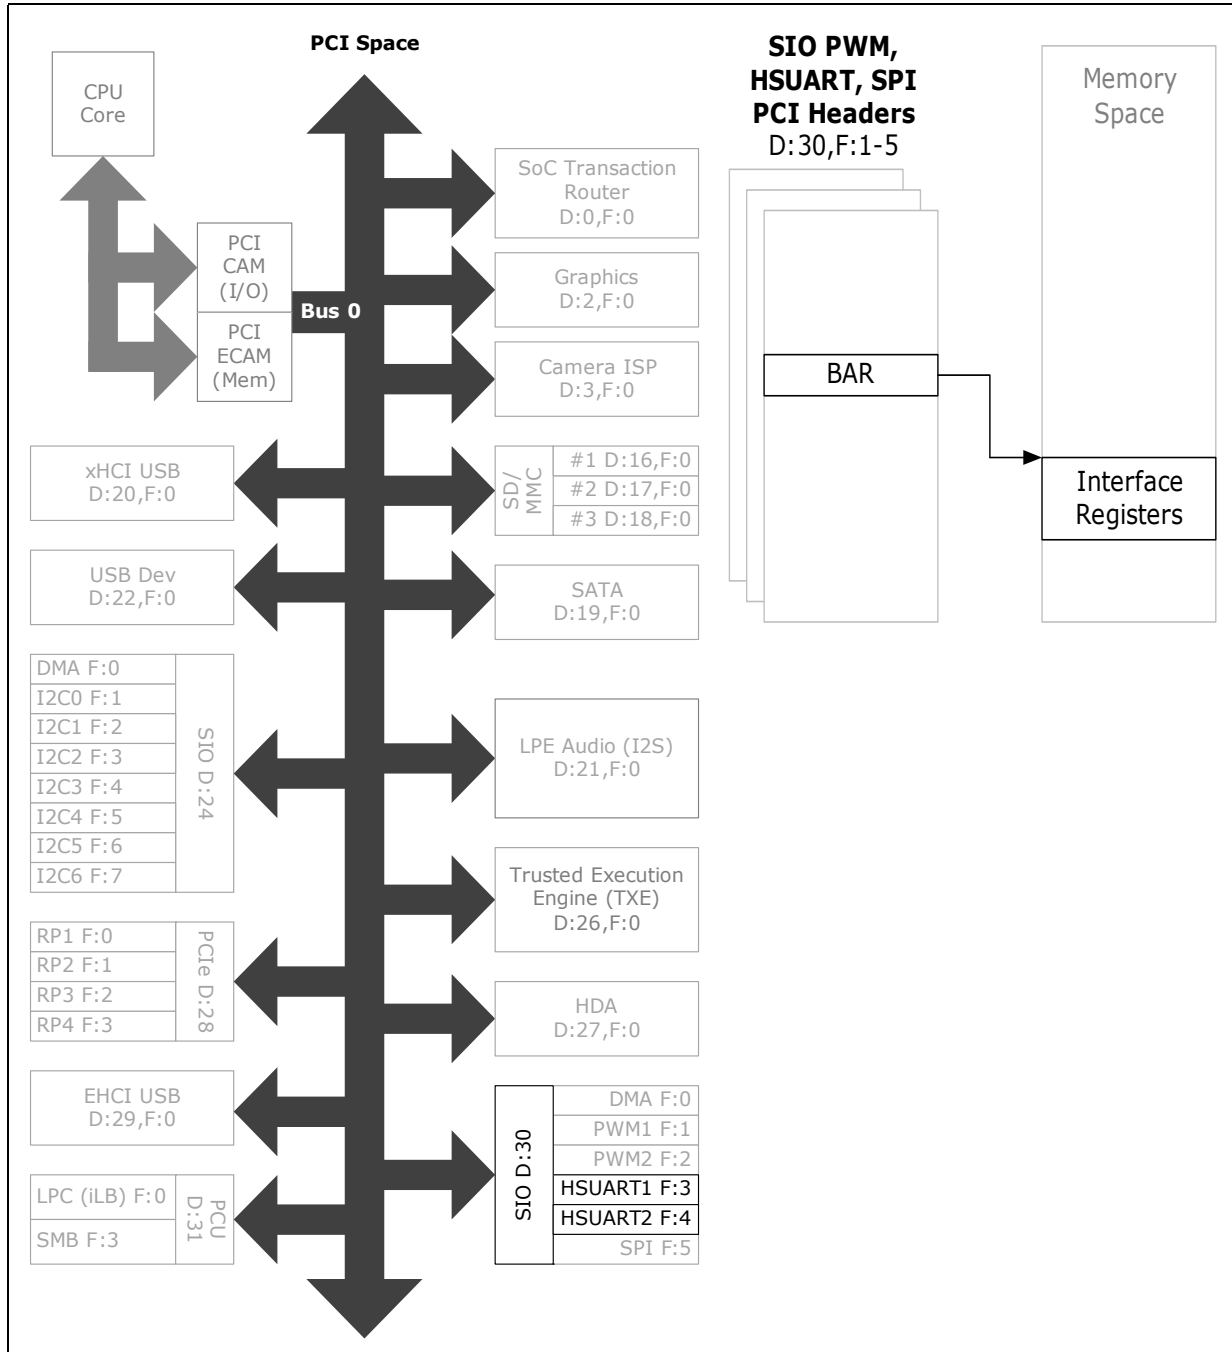 PCI Space
CPU
Core
PCI
CAM
(I/O)
PCI
ECAM
(Mem)
Bus 0
SoC Transaction
Router
D:0,F:0
Graphics
D:2,F:0
Camera ISP
D:3,F:0
SD/
MMC
#1 D:16,F:0
#2 D:17,F:0
#3 D:18,F:0
SATA
D:19,F:0
LPE Audio (I2S)
D:21,F:0
Trusted Execution
Engine (TXE)
D:26,F:0
HDA
D:27,F:0
SIO D:30
DMA F:0
PWM1 F:1
PWM2 F:2
HSUART1 F:3
HSUART2 F:4
SPI F:5
xHCI USB
D:20,F:0
USB Dev
D:22,F:0
DMA F:0
I2C0 F:1
I2C1 F:2
I2C2 F:3
I2C3 F:4
I2C4 F:5
I2C5 F:6
I2C6 F:7
SIO D:24
RP1 F:0
RP2 F:1
RP3 F:2
RP4 F:3
PCIe D:28
EHCI USB
D:29,F:0
LPC (iLB) F:0
SMB F:3
PCU
D:31
SIO PWM,
HSUART, SPI
PCI Headers
D:30,F:1-5
BAR
Memory
Space
Interface
Registers